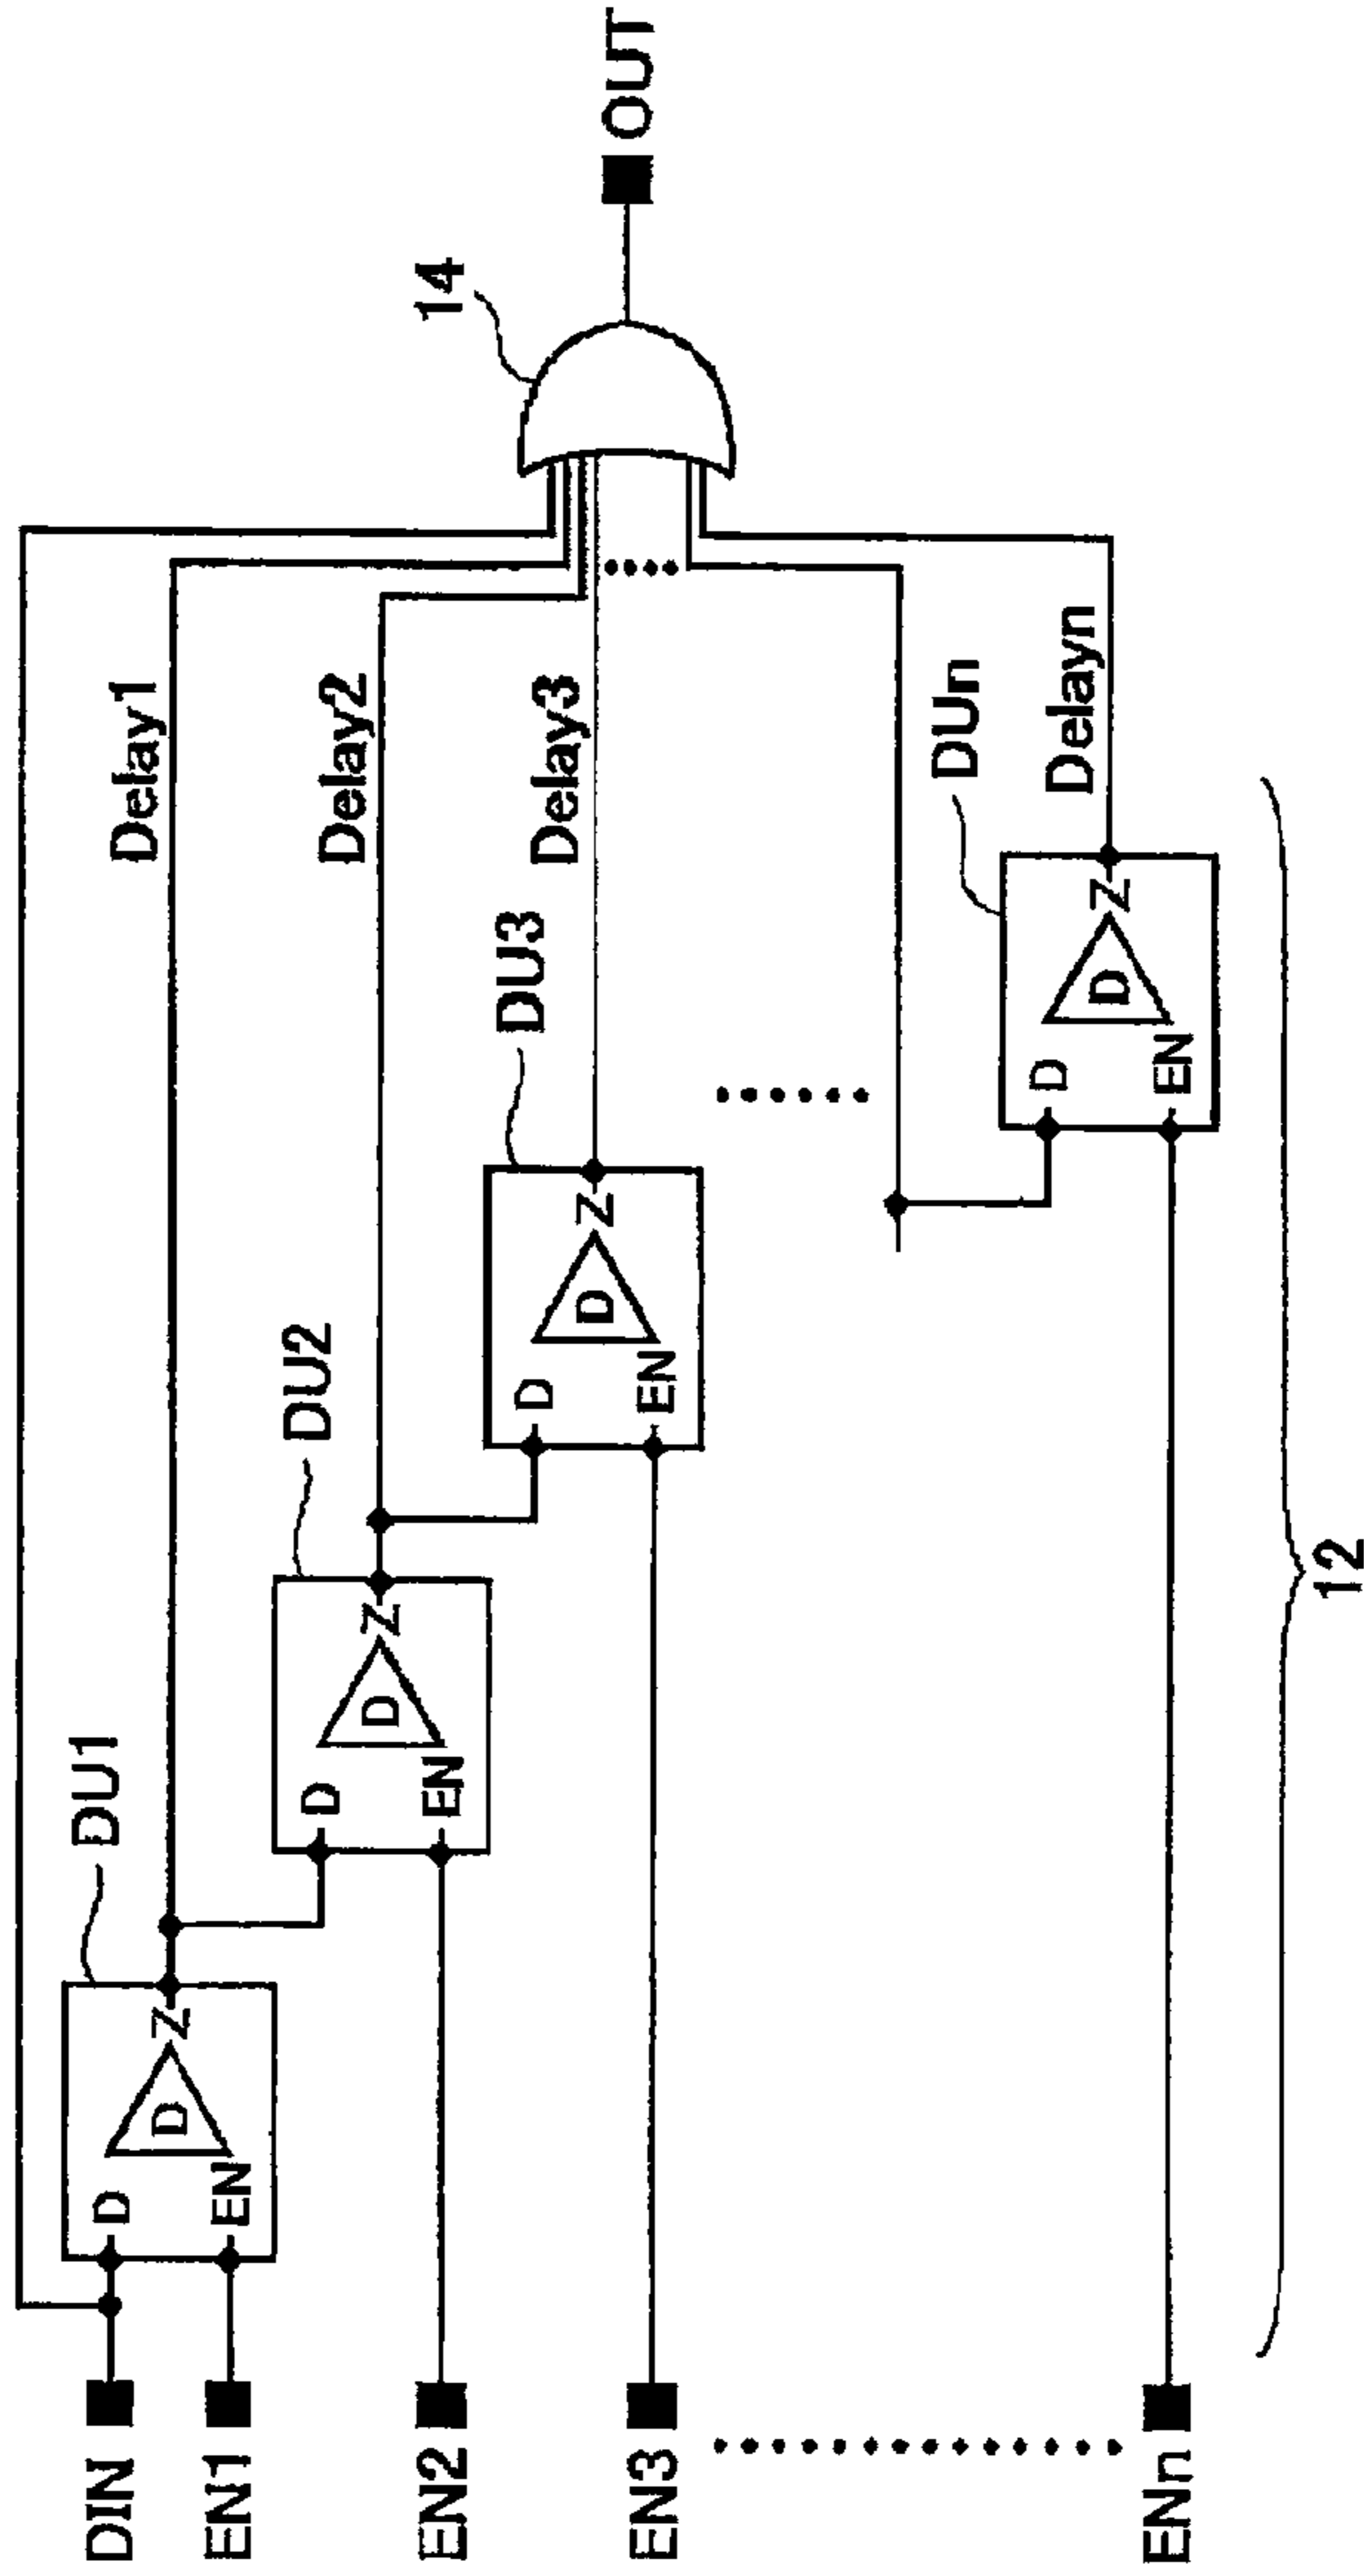 DIN
EN1
EN2
EN3
ENn
DU1
D
EN
D
Z
DU2
D
EN
D
Z
DU3
D
EN
D
Z
DUn
D
EN
D
Z
Delay1
Delay2
Delay3
Delayn
14
OUT
12